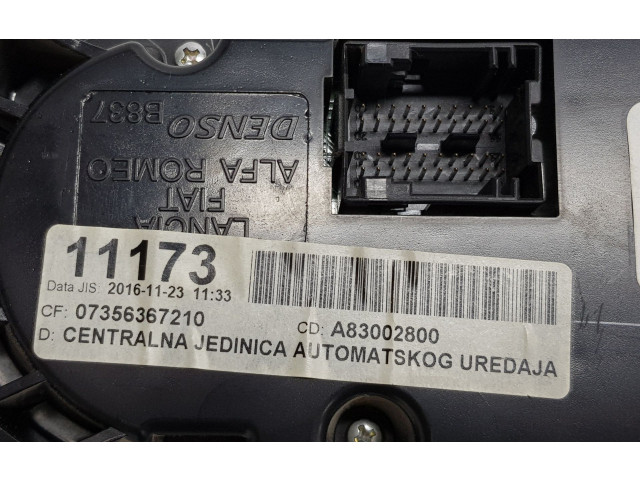 B837
DENSO
ALFA ROMEO
FIAT
LANCIA
11173
Data JIS: 2016-11-23 11:33
CF: 07356367210 CD: A83002800
D: CENTRALNA JEDINICA AUTOMATSKOG UREDAJA